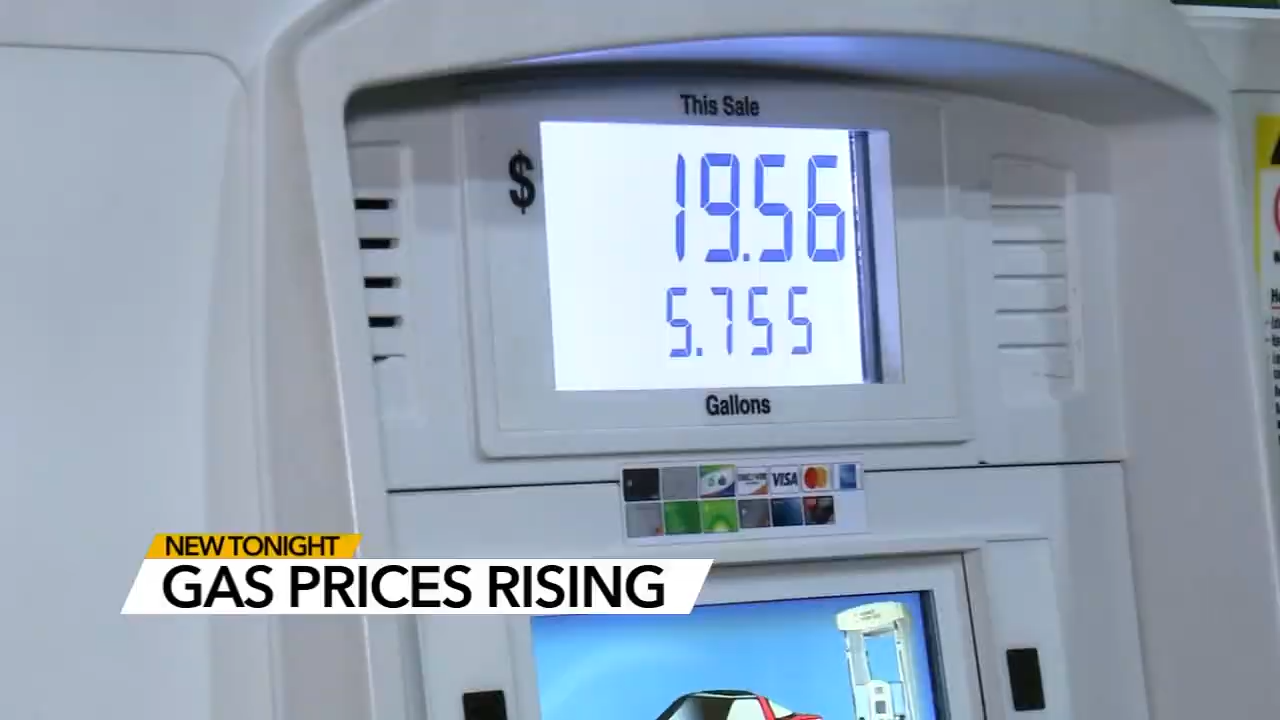 This Sale
$ 19.56
5.755
Gallons
VISA
NEW TONIGHT
GAS PRICES RISING